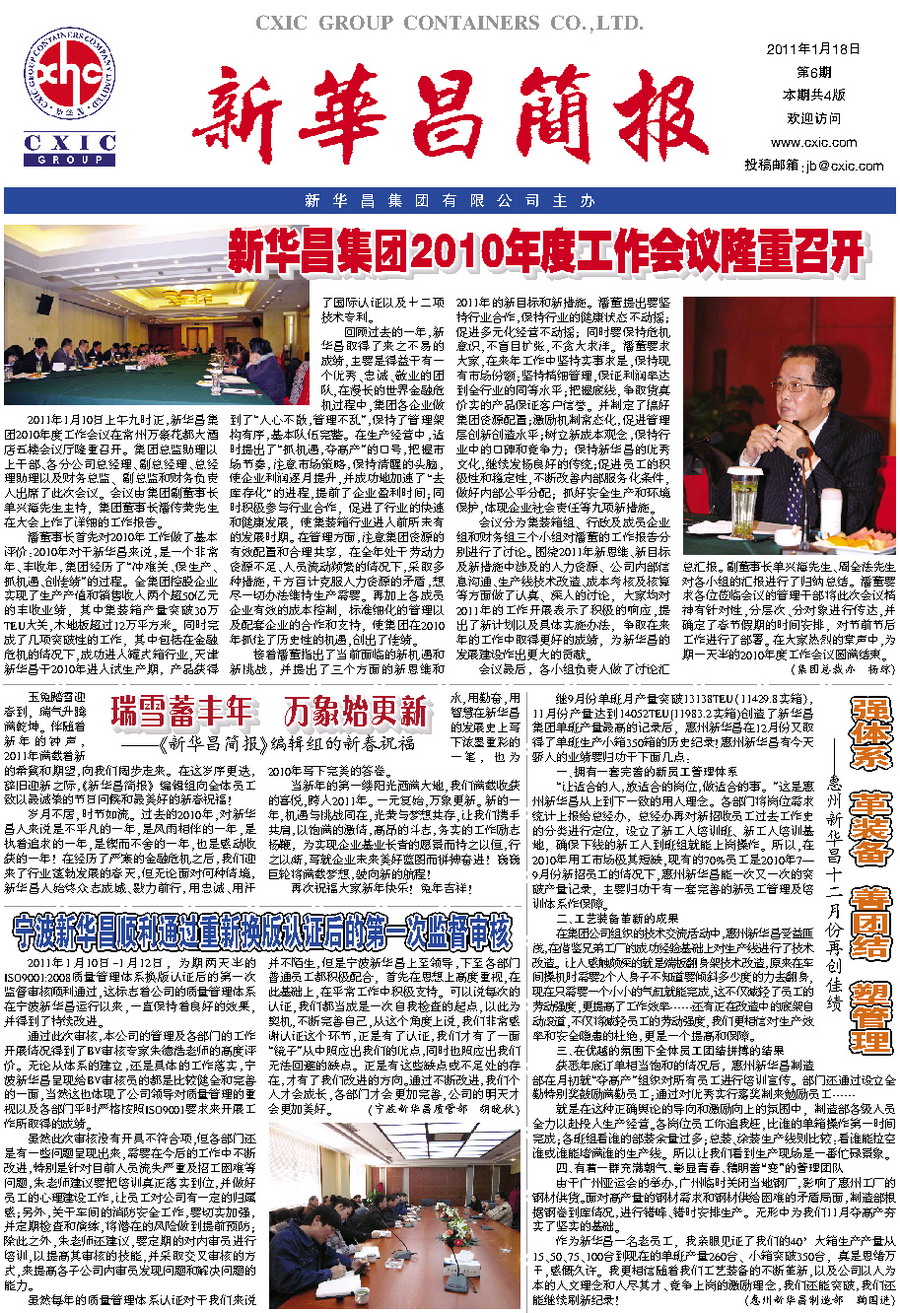 CXIC GROUP CONTAINERS CO.,LTD.
CXIC
GROUP
新華昌簡报
2011年1月18日
第6期
本期共4版
欢迎访问
www.cxic.com
投稿邮箱:jb@cxic.com
新华昌集团有限公司主办
新华昌集团2010年度工作会议隆重召开
2011年1月10日上午九时正,新华昌集
团2010年度工作会议在常州万豪花都大酒
店五楼会议厅隆重召开。集团总监助理以
上干部、各分公司总经理、副总经理、总经
理助理以及财务总监、副总监和财务负责
人出席了此次会议。会议由集团副董事长
单兴海先生主持,集团董事长潘传荣先生
在大会上作了详细的工作报告。
潘董事长首先对2010年工作做了基本
评价:2010年对于新华昌来说,是一个非常
年、丰收年,集团经历了“冲难关、保生产、
抓机遇、创佳绩”的过程。全集团控股企业
实现了生产产值和销售收入两个超50亿元
的丰收业绩,其中集装箱产量突破30万
TEU大关,木地板超过12万平方米。同时完
成了几项突破性的工作,其中包括在金融
危机的情况下,成功进入罐式箱行业,天津
新华昌于2010年进入试生产期,产品获得
了国际认证以及十二项
技术专利。
回顾过去的一年,新
华昌取得了来之不易的
成绩,主要是得益于有一
个优秀、忠诚、敬业的团
队,在漫长的世界金融危
机过程中,集团各企业做
到了“人心不散,管理不乱”,保持了管理架
构有序,基本队伍完整。在生产经营中,适
时提出了“抓机遇,夺高产”的口号,把握市
场节奏,注意市场策略,保持清醒的头脑,
使企业利润逐月提升,并成功地加速了“去
库存化”的进程,提前了企业盈利时间;同
时积极参与行业合作,促进了行业的快速
和健康发展,使集装箱行业进入前所未有
的发展时期。在管理方面,注意集团资源的
有效配置和合理共享,在全年处于劳动力
资源不足、人员流动频繁的情况下,采取多
种措施,千方百计克服人力资源的矛盾,想
尽一切办法维持生产需要。再加上各成员
企业有效的成本控制,标准细化的管理以
及配套企业的合作和支持,使集团在2010
年抓住了历史性的机遇,创出了佳绩。
接着潘董指出了当前面临的新机遇和
新挑战,并提出了三个方面的新思维和
2011年的新目标和新措施。潘董提出要坚
持行业合作,保持行业的健康状态不动摇;
促进多元化经营不动摇;同时要保持危机
意识,不盲目扩张,不贪大求洋。潘董要求
大家,在来年工作中坚持实事求是,保持现
有市场份额;坚持精细管理,保证利润率达
到全行业的同等水平;把握底线,争取货真
价实的产品保证客户信誉。并制定了搞好
集团资源配置;激励机制常态化,促进管理
层创新创造水平;树立新成本观念,保持行
业中的口碑和竞争力;保持新华昌的优秀
文化,继续发扬良好的传统;促进员工的积
极性和稳定性,不断改善内部服务化条件,
做好内部公平分配;抓好安全生产和环境
保护,体现企业社会责任等九项新措施。
会议分为集装箱组、行政及成员企业
组和财务组三个小组对潘董的工作报告分
别进行了讨论。围绕2011年新思维、新目标
及新措施中涉及的人力资源、公司内部信
息沟通、生产线技术改造、成本考核及核算
等方面做了认真、深入的讨论,大家均对
2011年的工作开展表示了积极的响应,提
出了新计划以及具体实施办法,争取在来
年的工作中取得更好的成绩,为新华昌的
发展建设作出更大的贡献。
会议最后,各小组负责人做了讨论汇
总汇报。副董事长单兴海先生、周全法先生
对各小组的汇报进行了归纳总结。潘董要
求各位莅临会议的管理干部将此次会议精
神有针对性,分层次、分对象进行传达,并
确定了春节假期的时间安排,对节前节后
工作进行了部署。在大家热烈的掌声中,为
期一天半的2010年度工作会议圆满结束。
(集团总裁办 杨咏)
瑞雪蓄丰年 万象始更新
——《新华昌简报》编辑组的新春祝福
玉兔踏雪迎
春到,瑞气升腾
满乾坤。伴随着
新年的钟声,
2011年满载着新
的希冀和期望,向我们阔步走来。在这岁序更迭,
辞旧迎新之际,《新华昌简报》编辑组向全体员工
致以最诚挚的节日问候和最美好的新春祝福!
岁月不居,时节如流。过去的2010年,对新华
昌人来说是不平凡的一年,是风雨相伴的一年,是
执着追求的一年,是锲而不舍的一年,也是感动收
获的一年!在经历了严寒的金融危机之后,我们迎
来了行业蓬勃发展的春天,但无论面对何种情境,
新华昌人始终众志成城、戮力前行,用忠诚、用汗
水,用勤奋,用
智慧在新华昌
的发展史上写
下浓墨重彩的
一笔,也为
2010年写下完美的答卷。
当新年的第一缕阳光洒满大地,我们满载收获
的喜悦,跨入2011年。一元复始,万象更新。新的一
年,机遇与挑战同在,光荣与梦想共存,让我们携手
共肩,以饱满的激情,高昂的斗志,务实的工作励志
杨鞭,为实现企业基业长青的愿景而持之以恒,行
之以渐,写就企业未来美好蓝图而拼搏奋进!巍巍
巨轮将满载梦想,驶向新的航程!
再次祝福大家新年快乐!兔年吉祥!
宁波新华昌顺利通过重新换版认证后的第一次监督审核
2011年1月10日-1月12日,为期两天半的
ISO9001:2008质量管理体系换版认证后的第一次
监督审核顺利通过,这标志着公司的质量管理体系
在宁波新华昌运行以来,一直保持着良好的效果,
并得到了持续改进。
通过此次审核,本公司的管理及各部门的工作
开展情况得到了BV审核专家朱德浩老师的高度评
价。无论从体系的建立,还是具体的工作落实,宁
波新华昌呈现给BV审核员的都是比较健全和完善
的一面,当然这也体现了公司领导对质量管理的重
视以及各部门平时严格按照ISO9001要求来开展工
作所取得的成绩。
虽然此次审核没有开具不符合项,但各部门还
是有一些问题呈现出来,需要在今后的工作中不断
改进,特别是针对目前人员流失严重及招工困难等
问题,朱老师建议要把培训真正落实到位,并做好
员工的心理建设工作,让员工对公司有一定的归属
感;另外,关于车间的消防安全工作,要切实加强,
并定期检查和演练,将潜在的风险做到提前预防;
除此之外,朱老师还建议,要定期的对内审员进行
培训,以提高其审核的技能,并采取交叉审核的方
式,来提高各子公司内审员发现问题和解决问题的
能力。
虽然每年的质量管理体系认证对于我们来说
并不陌生,但是宁波新华昌上至领导,下至各部门
普通员工都积极配合。首先在思想上高度重视,在
此基础上,在平常工作中积极支持。可以说每次的
认证,我们都当成是一次自我检查的起点,以此为
契机,不断完善自己,从这个角度上说,我们非常感
谢认证这个环节,正是有了认证,我们才有了一面
“镜子”从中照应出我们的优点,同时也照应出我们
无法回避的缺点。正是有这些缺点或不足处的存
在,才有了我们改进的方向。通过不断改进,我们个
人才会成长,各部门才会更加完善,公司的明天才
会更加美好。 (宁波新华昌质管部 胡晓秋)
强体系 革装备 善团结 塑管理
——惠州新华昌十二月份再创佳绩
继9月份单班月产量突破13138TEU(11429.8实箱),
11月份产量达到14052TEU(11983.2实箱)创造了新华昌
集团单班产量最高的记录后,惠州新华昌在12月份又取
得了单班生产小箱350箱的历史纪录!惠州新华昌有今天
骄人的业绩要归功于下面几点:
一、拥有一套完善的新员工管理体系
“让适合的人,放适合的岗位,做适合的事。”这是惠
州新华昌从上到下一致的用人理念。各部门将岗位需求
统计上报给总经办,总经办再对新招收员工过去工作史
的分类进行定位,设立了新工人培训班、新工人培训基
地,确保下线的新工人到班组就能上岗操作。所以,在
2010年用工市场极其短缺,现有的70%员工是2010年7—
9月份新招员工的情况下,惠州新华昌能一次又一次的突
破产量记录,主要归功于有一套完善的新员工管理及培
训体系作保障。
二、工艺装备革新的成果
在集团公司组织的技术交流活动中,惠州新华昌受益匪
浅,在借鉴兄弟工厂的成功经验基础上对生产线进行了技术
改造。让人感触颇深的就是端板翻身架技术改造,原来在车
间操机时需要2个人身子不知道要倾斜多少度的力去翻身,
现在只需要一个小小的气缸就能完成,这不仅减轻了员工的
劳动强度,更提高了工作效率……还有正在改造中的底架自
动滚道,不仅将减轻员工的劳动强度,我们更相信对生产效
率和安全隐患的杜绝,更是一个提高和保障。
三、在优越的氛围下全体员工团结拼搏的结果
获悉年底订单相当饱和的情况后,惠州新华昌制造
部在月初就“夺高产”组织对所有员工进行培训宣传。部门还通过设立全
勤特别奖鼓励满勤员工;通过对优秀实行完奖制来勉励员工……
就是在这种正确舆论的导向和激励向上的氛围中,制造部各级人员
全力以赴投入生产经营。各岗位员工你追我赶,比谁的单箱操作第一时间
完成;各班组看谁的部装余量过多;总装、涂装生产线则比较:看谁能拉空
谁或谁能堵满谁的生产线。所以让我们看到生产现场是一番忙碌景象。
四、有着一群充满朝气、彰显青春、精明善“变”的管理团队
由于广州亚运会的举办,广州临时关闭当地钢厂,影响了惠州工厂的
钢材供货。面对高产量的钢材需求和钢材供给困难的矛盾局面,制造部根
据钢卷到库情况,进行错峰、错时安排生产。无形中为我们11月夺高产夯
实了坚实的基础。
作为新华昌一名老员工,我亲眼见证了我们的40’大箱生产产量从
15、50、75、100台到现在的单班产量260台、小箱突破350台,真是思绪万
千,感慨久许。我更相信随着我们工艺装备的不断革新,以及公司以人为
本的人文理念和人尽其才、竞争上岗的激励理念,我们还能突破,我们还
能继续刷新纪录! (惠州新华昌制造部 鞠国进)